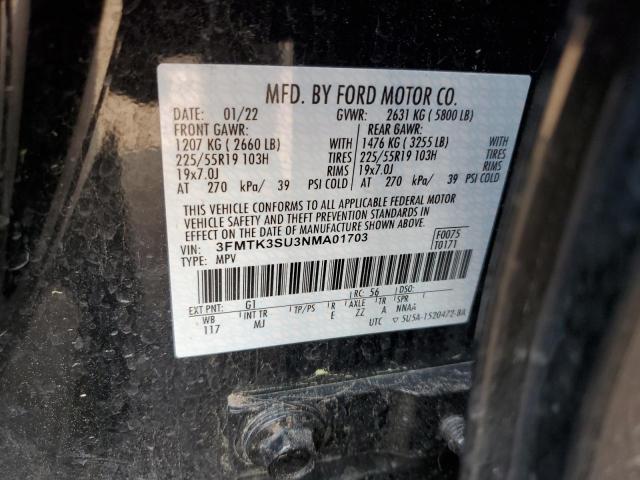 MFD. BY FORD MOTOR CO.
DATE: 01/22 GVWR: 2631 KG ( 5800 LB)
FRONT GAWR: REAR GAWR:
1207 KG ( 2660 LB) WITH 1476 KG ( 3255 LB) WITH
225/55R19 103H TIRES 225/55R19 103H TIRES
19x7.0J RIMS 19x7.0J RIMS
AT 270 kPa/ 39 PSI COLD AT 270 kPa/ 39 PSI COLD
THIS VEHICLE CONFORMS TO ALL APPLICABLE FEDERAL MOTOR
VEHICLE SAFETY AND THEFT PREVENTION STANDARDS IN
EFFECT ON THE DATE OF MANUFACTURE SHOWN ABOVE.
VIN: 3FMTK3SU3NMA01703 F0075
TYPE: MPV T0171
EXT PNT: G1 RC: 56 DSO:
WB INT TR TP/PS R AXLE TR SPR
117 MJ E ZZ A NNAA
UTC ▽ 5U5A-1520472-BA